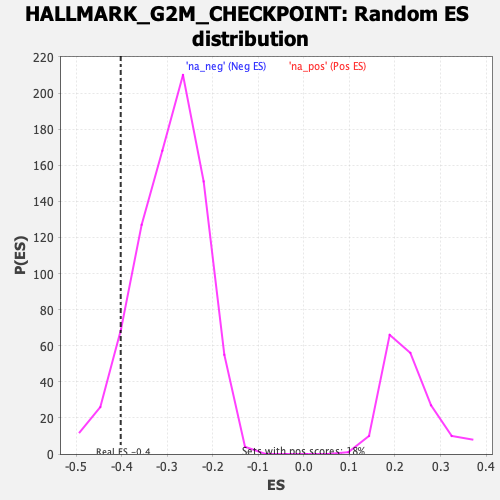 HALLMARK_G2M_CHECKPOINT: Random ES
distribution
'na_neg' (Neg ES) 'na_pos' (Pos ES)
220
200
180
160
140
120
100
80
60
40
20
0
P(ES)
Real ES -0.4
Sets with pos scores: 18%
-0.5 -0.4 -0.3 -0.2 -0.1 0.0 0.1 0.2 0.3 0.4
ES